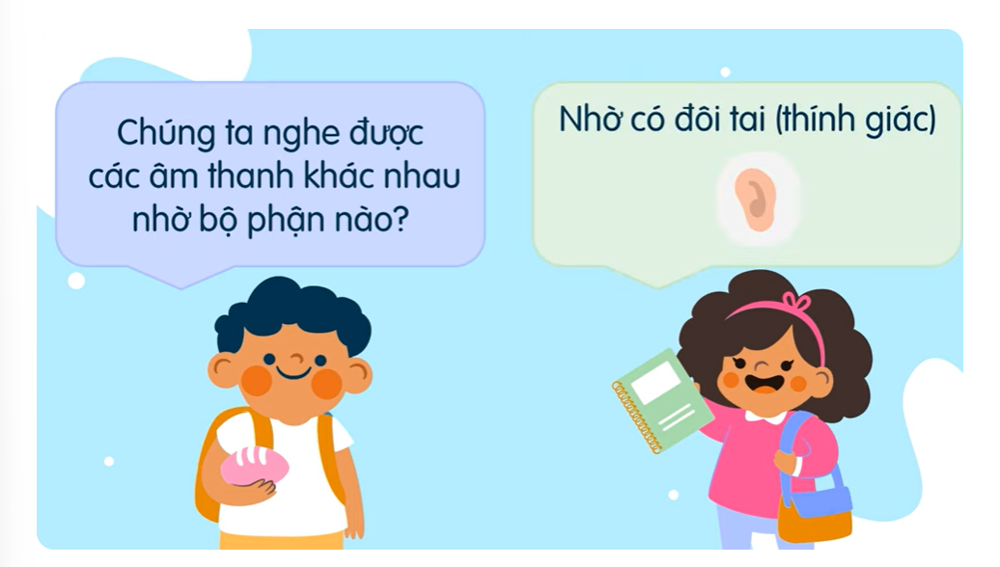 Chúng ta nghe được
các âm thanh khác nhau
nhờ bộ phận nào?
Nhờ có đôi tai (thính giác)